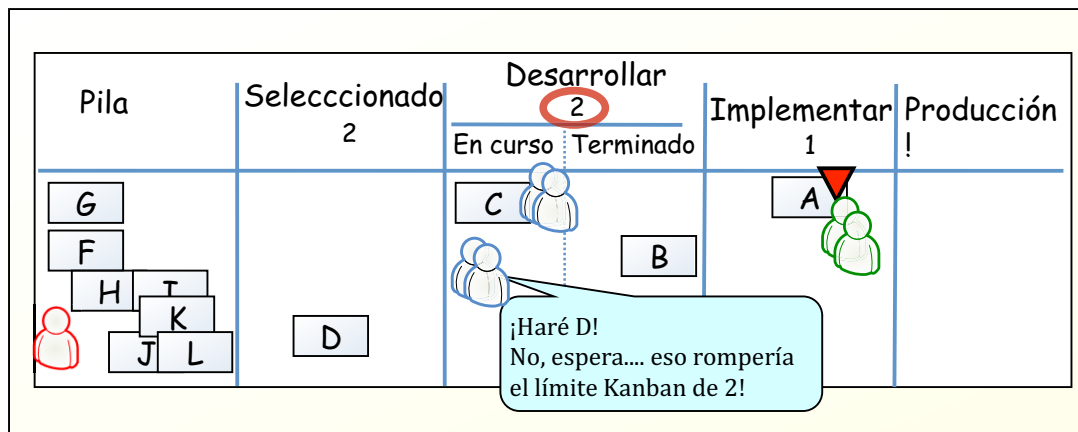 Pila
Selecccionado
2
Desarrollar
2
En curso
Terminado
Implementar
1
Producción
!
G
F
H
I
K
J
L
D
C
B
A
¡Haré D!
No, espera.... eso rompería
el límite Kanban de 2!